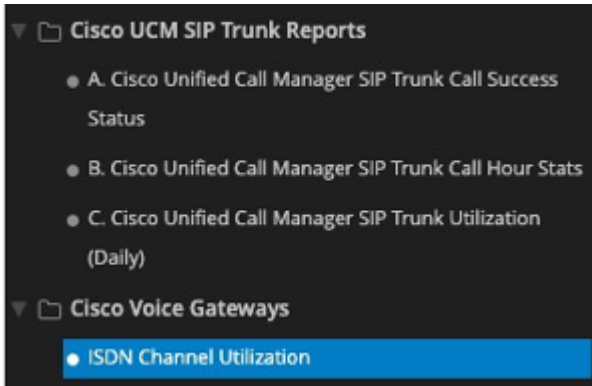 Cisco UCM SIP Trunk Reports
A. Cisco Unified Call Manager SIP Trunk Call Success
Status
B. Cisco Unified Call Manager SIP Trunk Call Hour Stats
C. Cisco Unified Call Manager SIP Trunk Utilization
(Daily)
Cisco Voice Gateways
ISDN Channel Utilization